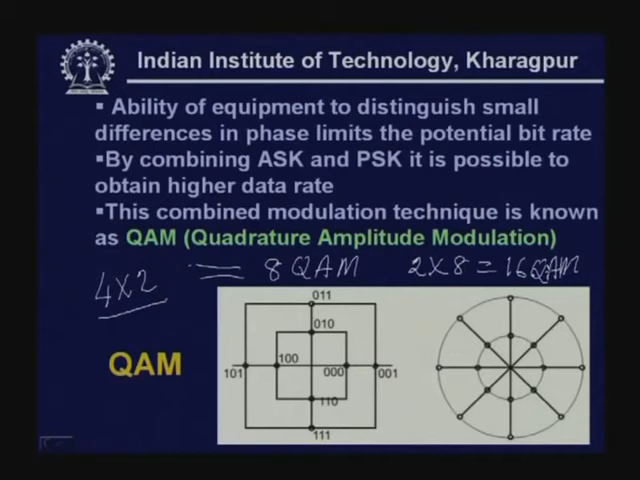 Indian Institute of Technology, Kharagpur
▪ Ability of equipment to distinguish small
differences in phase limits the potential bit rate
▪By combining ASK and PSK it is possible to
obtain higher data rate
▪This combined modulation technique is known
as QAM (Quadrature Amplitude Modulation)
4X2 = 8 QAM 2X8 = 16 QAM
QAM
011
010
100
000
101
001
110
111